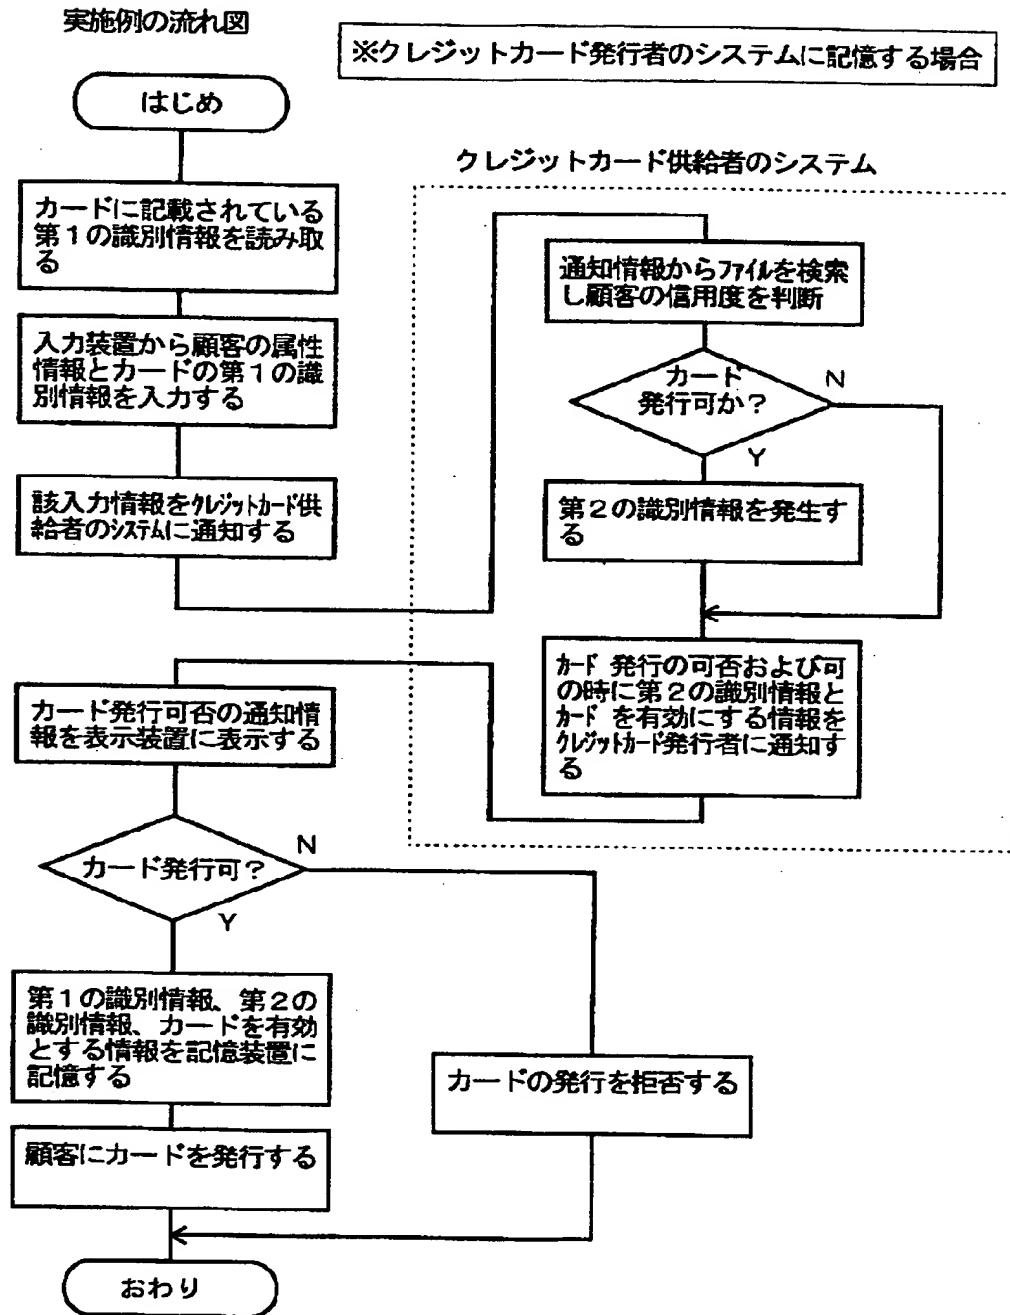 実施例の流れ図
※クレジットカード発行者のシステムに記憶する場合
はじめ
カードに記載されている
第1の識別情報を読み取
る
入力装置から顧客の属性
情報とカードの第1の識
別情報を入力する
該入力情報をクレジットカード供
給者のシステムに通知する
クレジットカード供給者のシステム
通知情報からファイルを検索
し顧客の信用度を判断
カード
発行可か?
N
Y
第2の識別情報を発生す
る
カード 発行の可否および可
の時に第2の識別情報と
カード を有効にする情報を
クレジットカード発行者に通知す
る
カード発行可否の通知情
報を表示装置に表示する
カード発行可?
N
Y
第1の識別情報、第2の
識別情報、カードを有効
とする情報を記憶装置に
記憶する
カードの発行を拒否する
顧客にカードを発行する
おわり